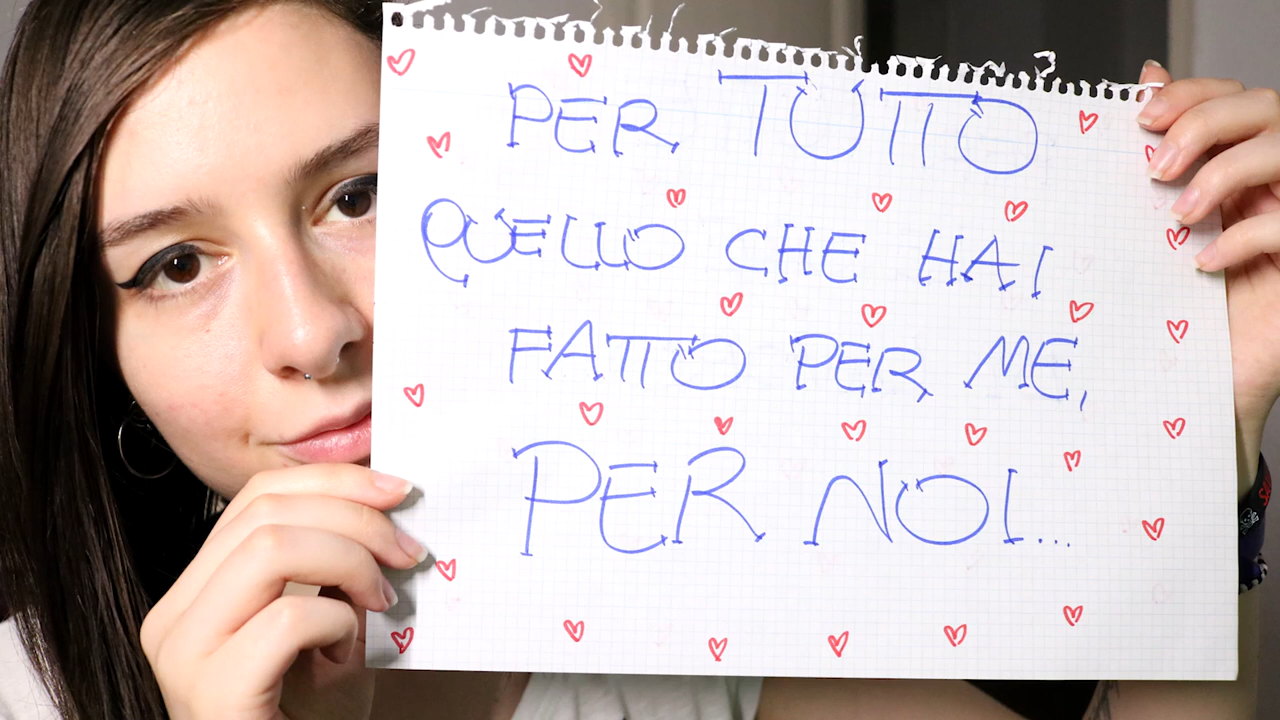 PER TUTTO
QUELLO CHE HAI
FATTO PER ME,
PER NOI...